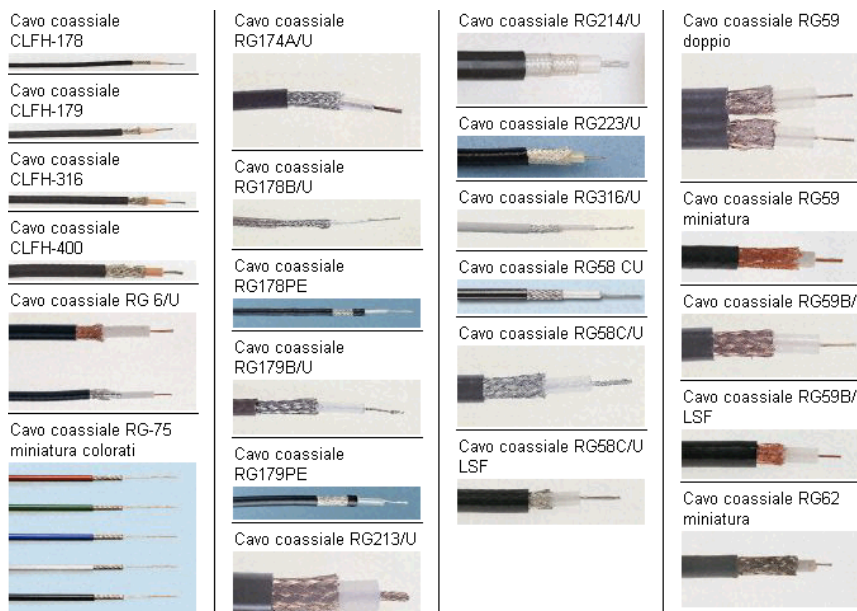 Cavo coassiale
CLFH-178
Cavo coassiale
CLFH-179
Cavo coassiale
CLFH-316
Cavo coassiale
CLFH-400
Cavo coassiale RG 6/U
Cavo coassiale RG-75
miniatura colorati
Cavo coassiale
RG174A/U
Cavo coassiale
RG178B/U
Cavo coassiale
RG178PE
Cavo coassiale
RG179B/U
Cavo coassiale
RG179PE
Cavo coassiale RG213/U
Cavo coassiale RG214/U
Cavo coassiale RG223/U
Cavo coassiale RG316/U
Cavo coassiale RG58 CU
Cavo coassiale RG58C/U
Cavo coassiale RG58C/U
LSF
Cavo coassiale RG59
doppio
Cavo coassiale RG59
miniatura
Cavo coassiale RG59B/
Cavo coassiale RG59B/
LSF
Cavo coassiale RG62
miniatura